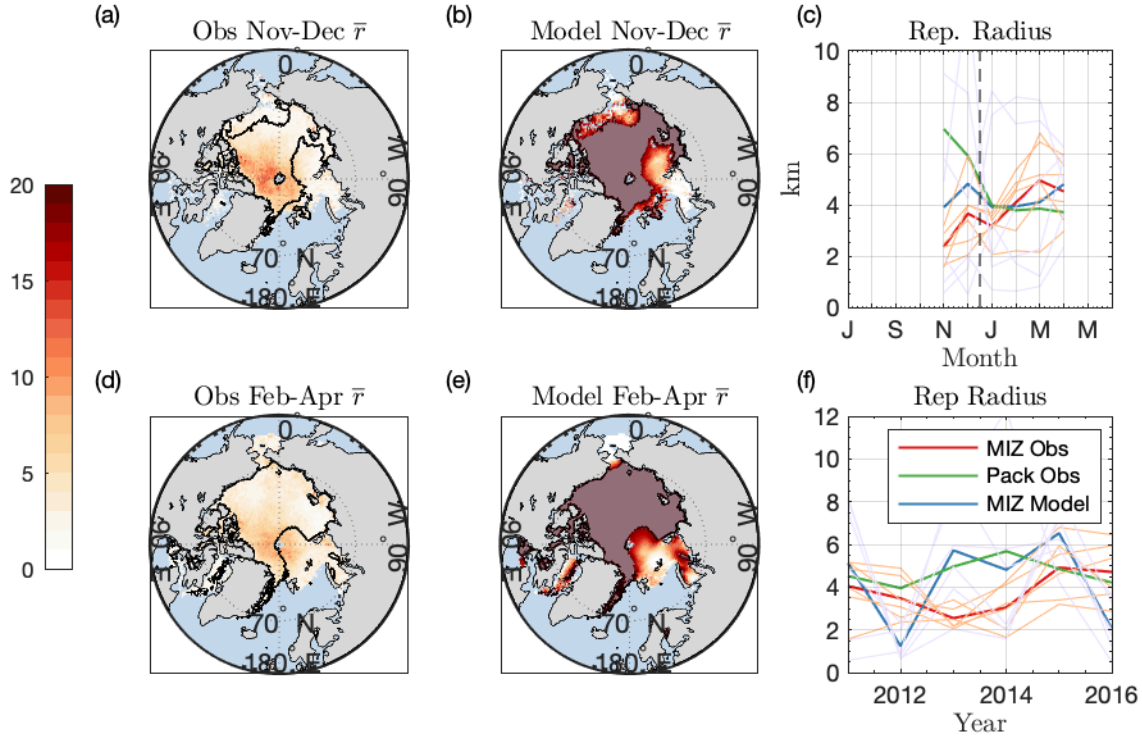 (a)
Obs Nov-Dec r̅
0
90
W
90
E
70 N
180 E
(b)
Model Nov-Dec r̅
0
90
W
90
E
70 N
180 E
(c)
Rep. Radius
10
8
6
4
2
0
km
J S N J M M
Month
20
15
10
5
0
(d)
Obs Feb-Apr r̅
0
90
W
90
E
70 N
180 E
(e)
Model Feb-Apr r̅
0
90
W
90
E
70 N
180 E
(f)
Rep Radius
12
10
8
6
4
2
0
MIZ Obs
Pack Obs
MIZ Model
2012 2014 2016
Year